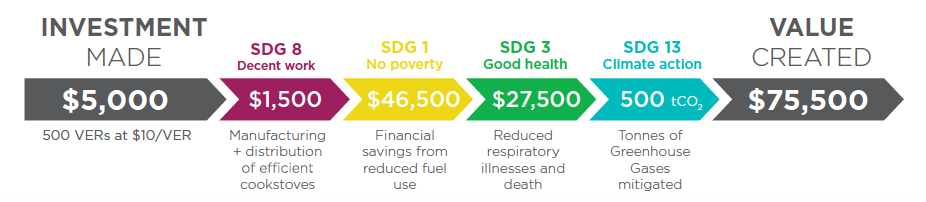 INVESTMENT
MADE
$5,000
500 VERs at $10/VER
SDG 8
Decent work
$1,500
Manufacturing
+ distribution
of efficient
cookstoves
SDG 1
No poverty
$46,500
Financial
savings from
reduced fuel
use
SDG 3
Good health
$27,500
Reduced
respiratory
illnesses and
death
SDG 13
Climate action
500 tCO₂
Tonnes of
Greenhouse
Gases
mitigated
VALUE
CREATED
$75,500